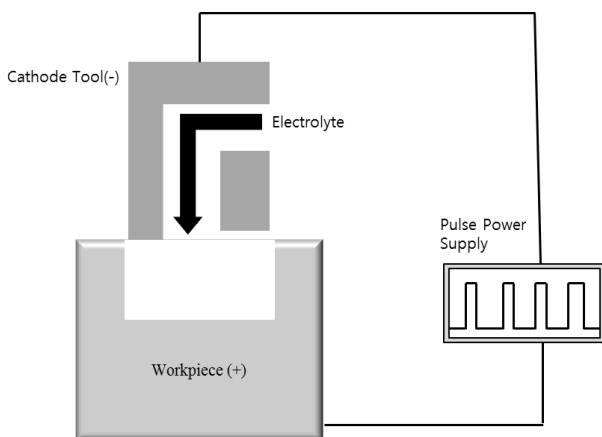 Cathode Tool(-)
Electrolyte
Pulse Power
Supply
Workpiece (+)